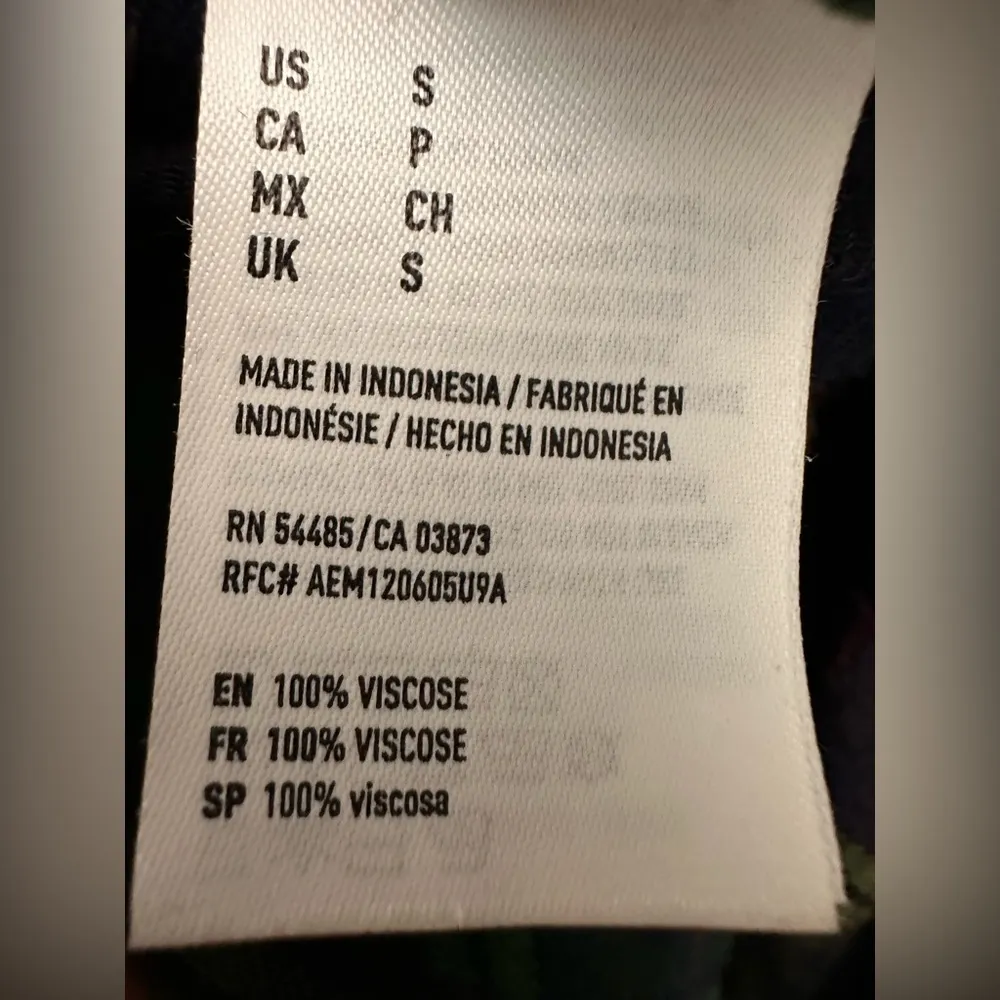 US S
CA P
MX CH
UK S
MADE IN INDONESIA / FABRIQUÉ EN
INDONÉSIE / HECHO EN INDONESIA
RN 54485/CA 03873
RFC# AEM120605U9A
EN 100% VISCOSE
FR 100% VISCOSE
SP 100% viscosa